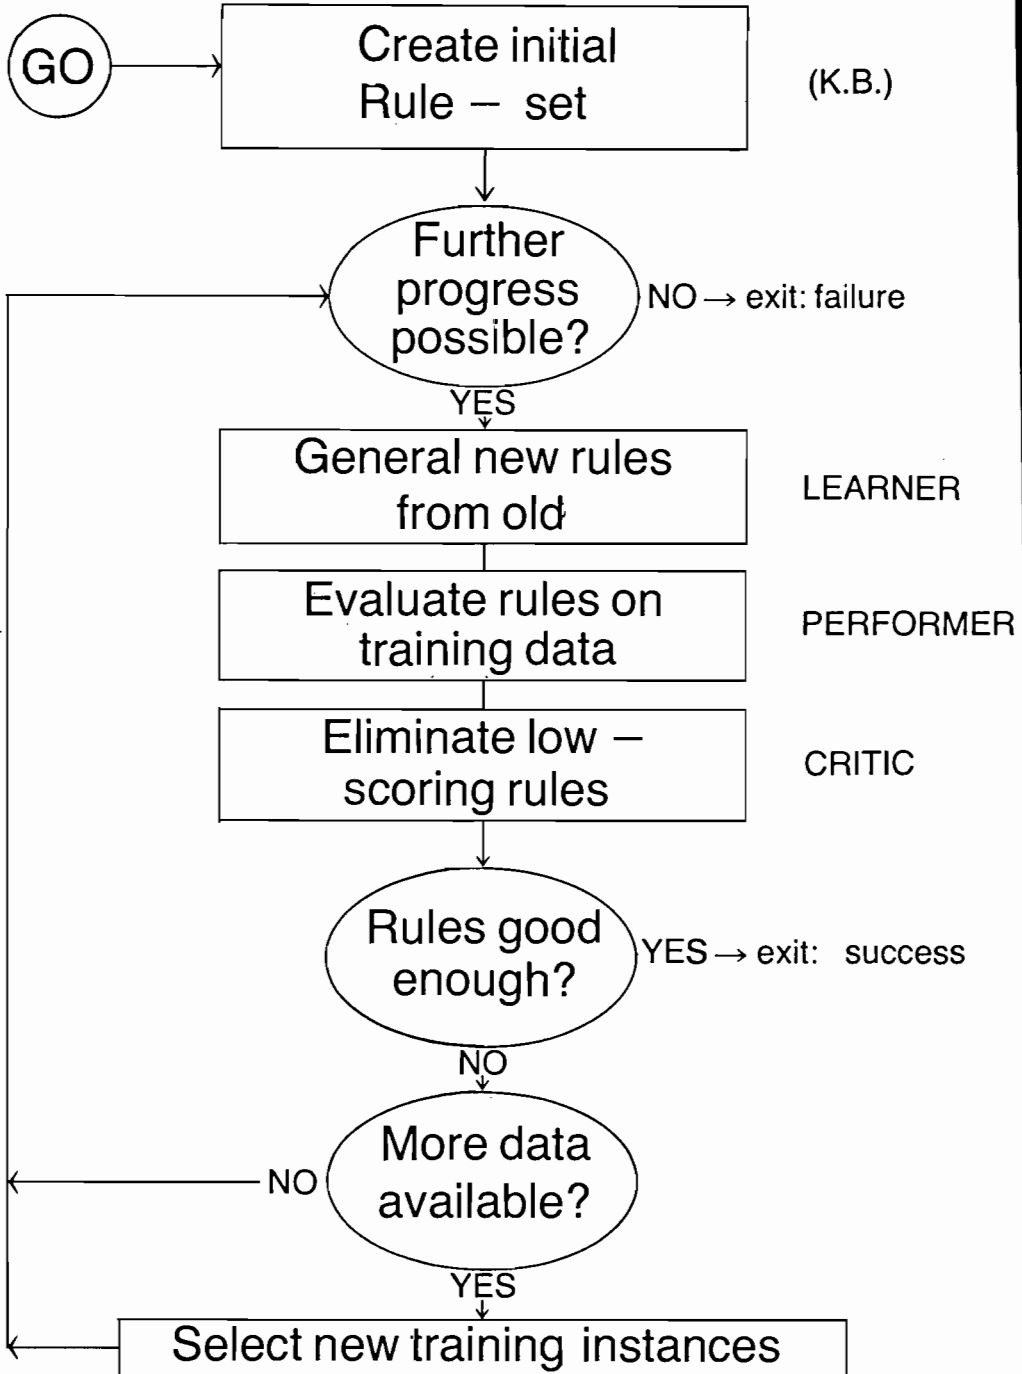 GO
Create initial
Rule – set
(K.B.)
Further
progress
possible?
NO → exit: failure
YES
General new rules
from old
LEARNER
Evaluate rules on
training data
PERFORMER
Eliminate low –
scoring rules
CRITIC
Rules good
enough?
YES → exit: success
NO
More data
available?
NO
YES
Select new training instances